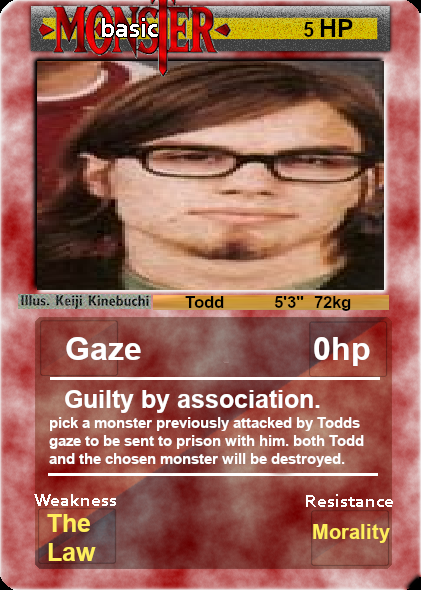 MONSTER
basic
5 HP
Illus. Keiji Kinebuchi Todd 5'3" 72kg
Gaze 0hp
Guilty by association.
pick a monster previously attacked by Todds
gaze to be sent to prison with him. both Todd
and the chosen monster will be destroyed.
Weakness Resistance
The
Law
Morality